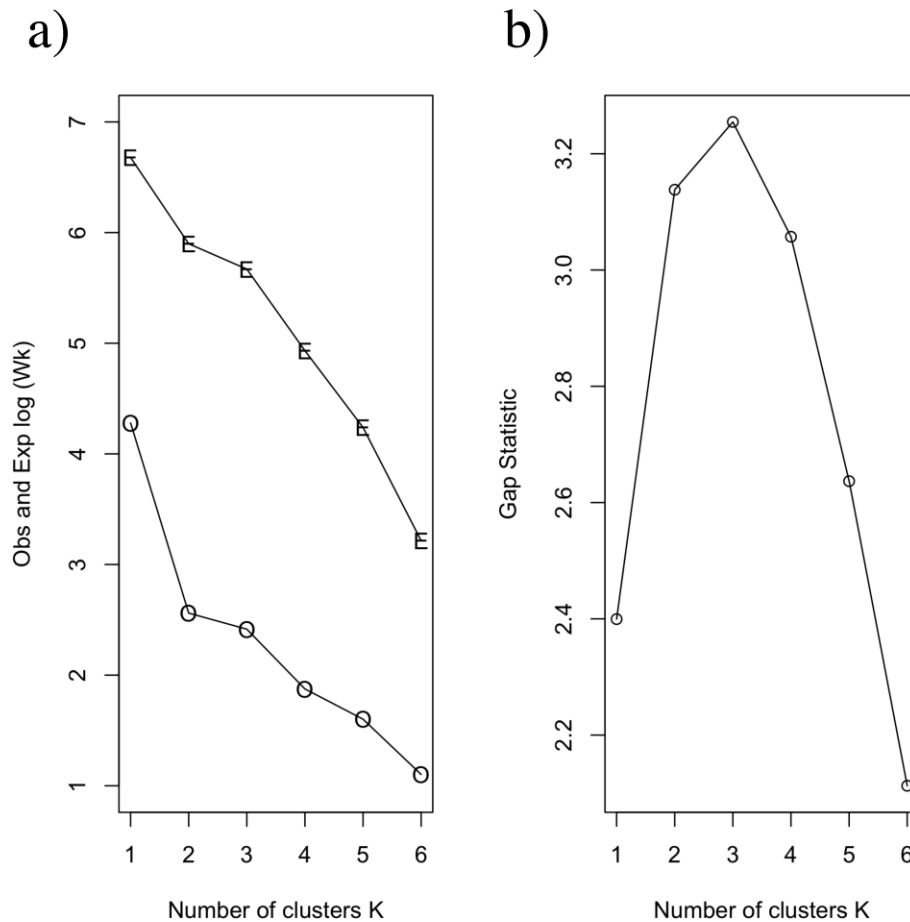 a)
b)
Obs and Exp log (Wk)
7
6
5
4
3
2
1
E
E
E
E
E
E
O
O
O
O
O
O
1 2 3 4 5 6
Number of clusters K
Gap Statistic
3.2
3.0
2.8
2.6
2.4
2.2
1 2 3 4 5 6
Number of clusters K